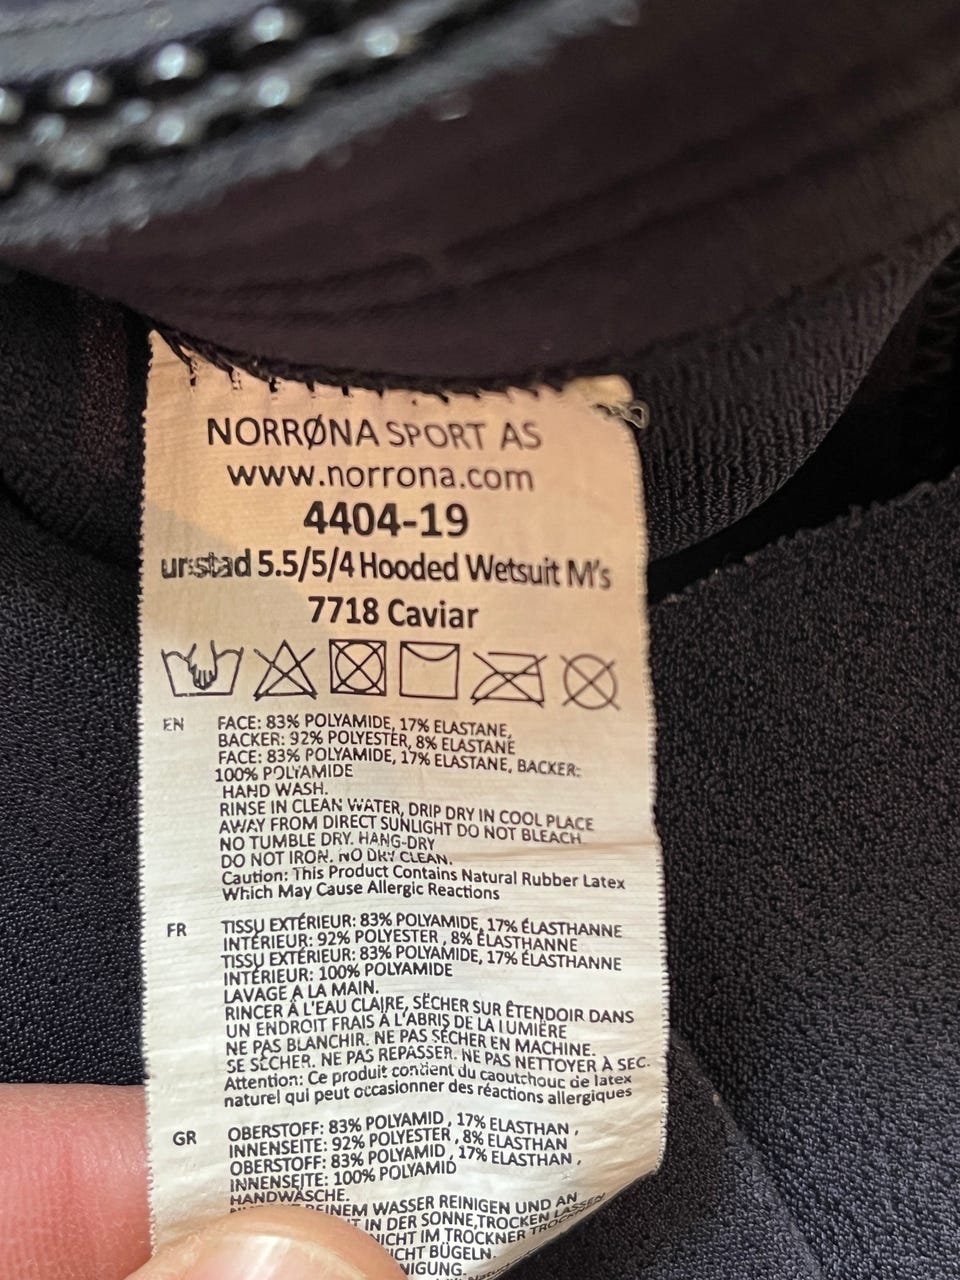 NORRØNA SPORT AS
www.norrona.com
4404-19
unstad 5.5/5/4 Hooded Wetsuit M's
7718 Caviar
EN
FACE: 83% POLYAMIDE, 17% ELASTANE,
BACKER: 92% POLYESTER, 8% ELASTANE
FACE: 83% POLYAMIDE, 17% ELASTANE, BACKER:
100% POLYAMIDE
HAND WASH.
RINSE IN CLEAN WATER, DRIP DRY IN COOL PLACE
AWAY FROM DIRECT SUNLIGHT DO NOT BLEACH
NO TUMBLE DRY. HANG-DRY
DO NOT IRON. NO DRY CLEAN.
Caution: This Product Contains Natural Rubber Latex
Which May Cause Allergic Reactions
FR
TISSU EXTÉRIEUR: 83% POLYAMIDE, 17% ÉLASTHANNE
INTÉRIEUR: 92% POLYESTER , 8% ÉLASTHANNE
TISSU EXTÉRIEUR: 83% POLYAMIDE, 17% ÉLASTHANNE
INTÉRIEUR: 100% POLYAMIDE
LAVAGE A LA MAIN.
RINCER À L'EAU CLAIRE, SËCHER SUR ÊTENDOIR DANS
UN ENDROIT FRAIS À L'ABRIS DE LA LUMIÈRE
NE PAS BLANCHIR. NE PAS SÉCHER EN MACHINE.
SE SÉCHER. NE PAS REPASSER. NE PAS NETTOYER À SEC.
Attention: Ce produit contient du caoutchouc de latex
naturel qui peut occasionner des réactions allergiques
GR
OBERSTOFF: 83% POLYAMID , 17% ELASTHAN ,
INNENSEITE: 92% POLYESTER , 8% ELASTHAN
OBERSTOFF: 83% POLYAMID , 17% ELASTHAN ,
INNENSEITE: 100% POLYAMID
HANDWÄSCHE.
WASSER REINIGEN UND AN
IN DER SONNE,TROCKEN LASSEN
IM TROCKNER TROCKNEN
BÜGELN.